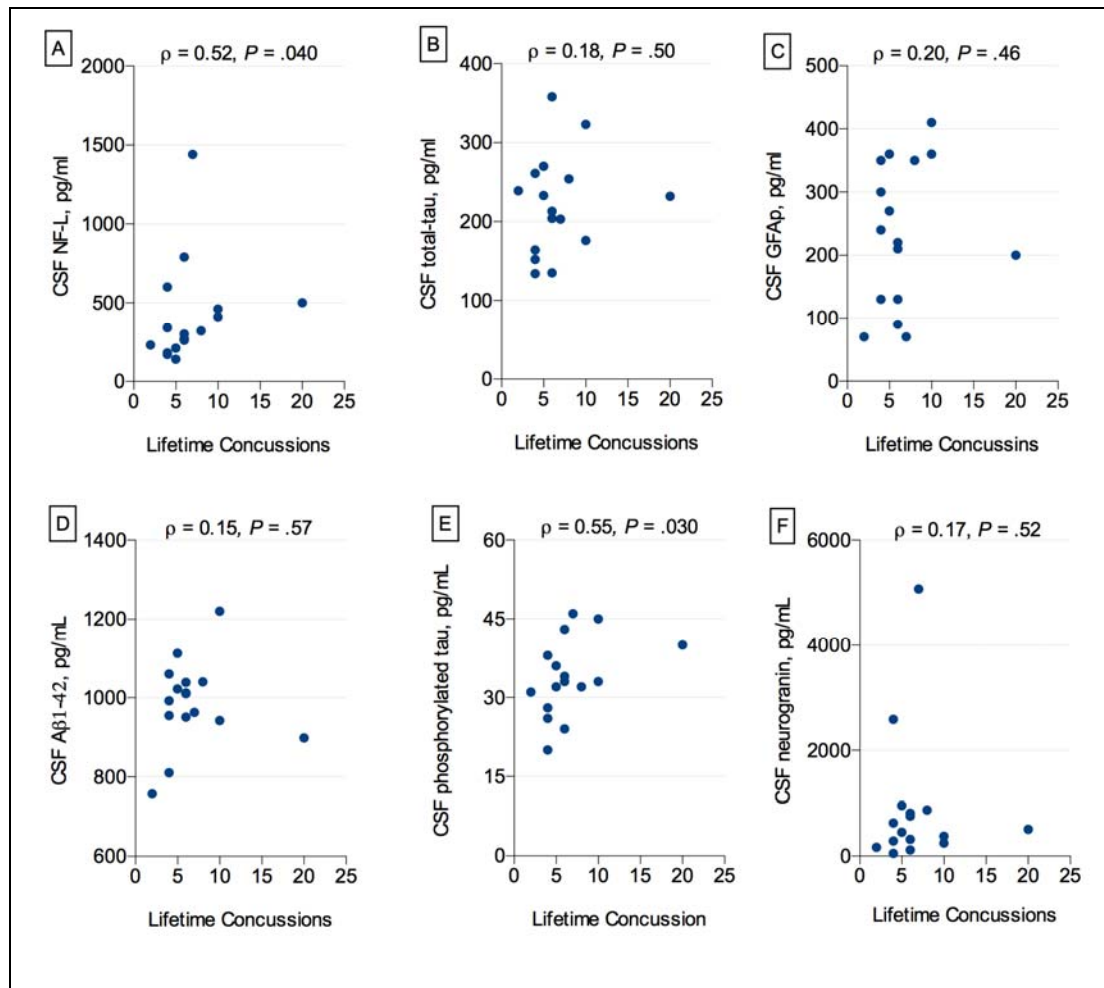 A
ρ = 0.52, P = .040
2000
1500
1000
500
0
CSF NF-L, pg/ml
0 5 10 15 20 25
Lifetime Concussions
B
ρ = 0.18, P = .50
400
300
200
100
0
CSF total-tau, pg/ml
0 5 10 15 20 25
Lifetime Concussions
C
ρ = 0.20, P = .46
500
400
300
200
100
0
CSF GFAp, pg/ml
0 5 10 15 20 25
Lifetime Concussins
D
ρ = 0.15, P = .57
1400
1200
1000
800
600
CSF Aβ1-42, pg/mL
0 5 10 15 20 25
Lifetime Concussions
E
ρ = 0.55, P = .030
60
45
30
15
0
CSF phosphorylated tau, pg/mL
0 5 10 15 20 25
Lifetime Concussion
F
ρ = 0.17, P = .52
6000
4000
2000
0
CSF neurogranin, pg/mL
0 5 10 15 20 25
Lifetime Concussions